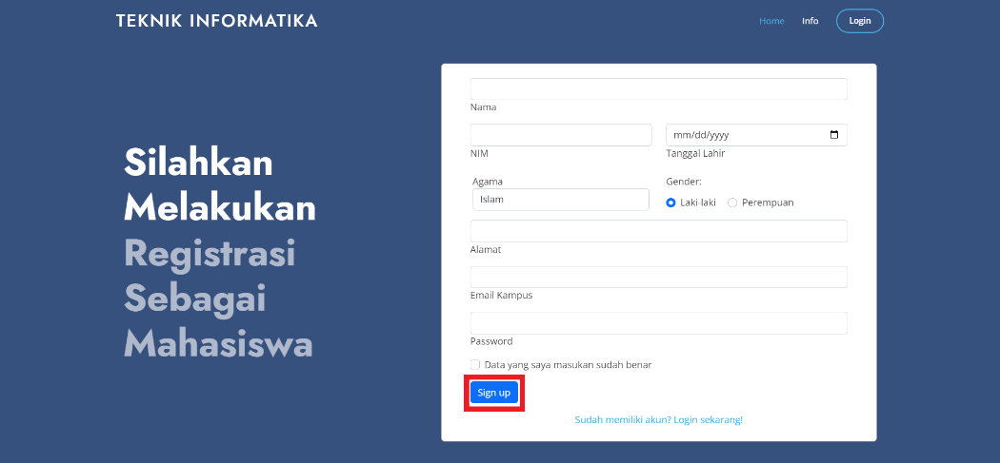 TEKNIK INFORMATIKA
Home Info Login
Silahkan
Melakukan
Registrasi
Sebagai
Mahasiswa
Nama
mm/dd/yyyy
NIM Tanggal Lahir
Agama Gender:
Islam Laki-laki Perempuan
Alamat
Email Kampus
Password
Data yang saya masukan sudah benar
Sign up
Sudah memiliki akun? Login sekarang!